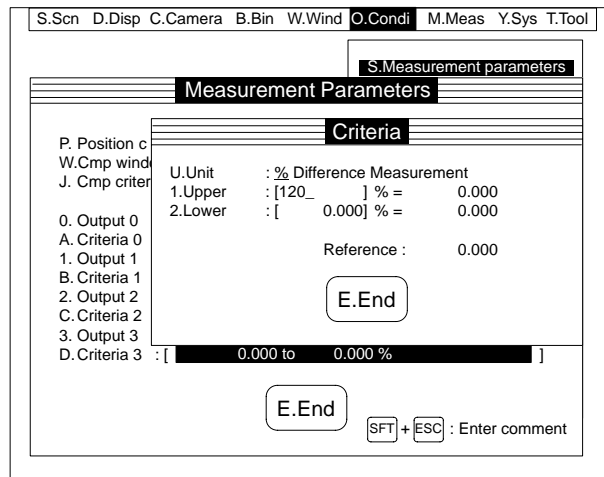 S.Scn D.Disp C.Camera B.Bin W.Wind O.Condi M.Meas Y.Sys T.Tool
S.Measurement parameters
Measurement Parameters
Criteria
P. Position c
W.Cmp windo
J. Cmp criter
U.Unit : % Difference Measurement
1.Upper : [120_ ] % = 0.000
2.Lower : [ 0.000] % = 0.000
Reference : 0.000
E.End
0. Output 0
A. Criteria 0
1. Output 1
B. Criteria 1
2. Output 2
C. Criteria 2
3. Output 3
D. Criteria 3 : [ 0.000 to 0.000 % ]
E.End
SFT + ESC : Enter comment